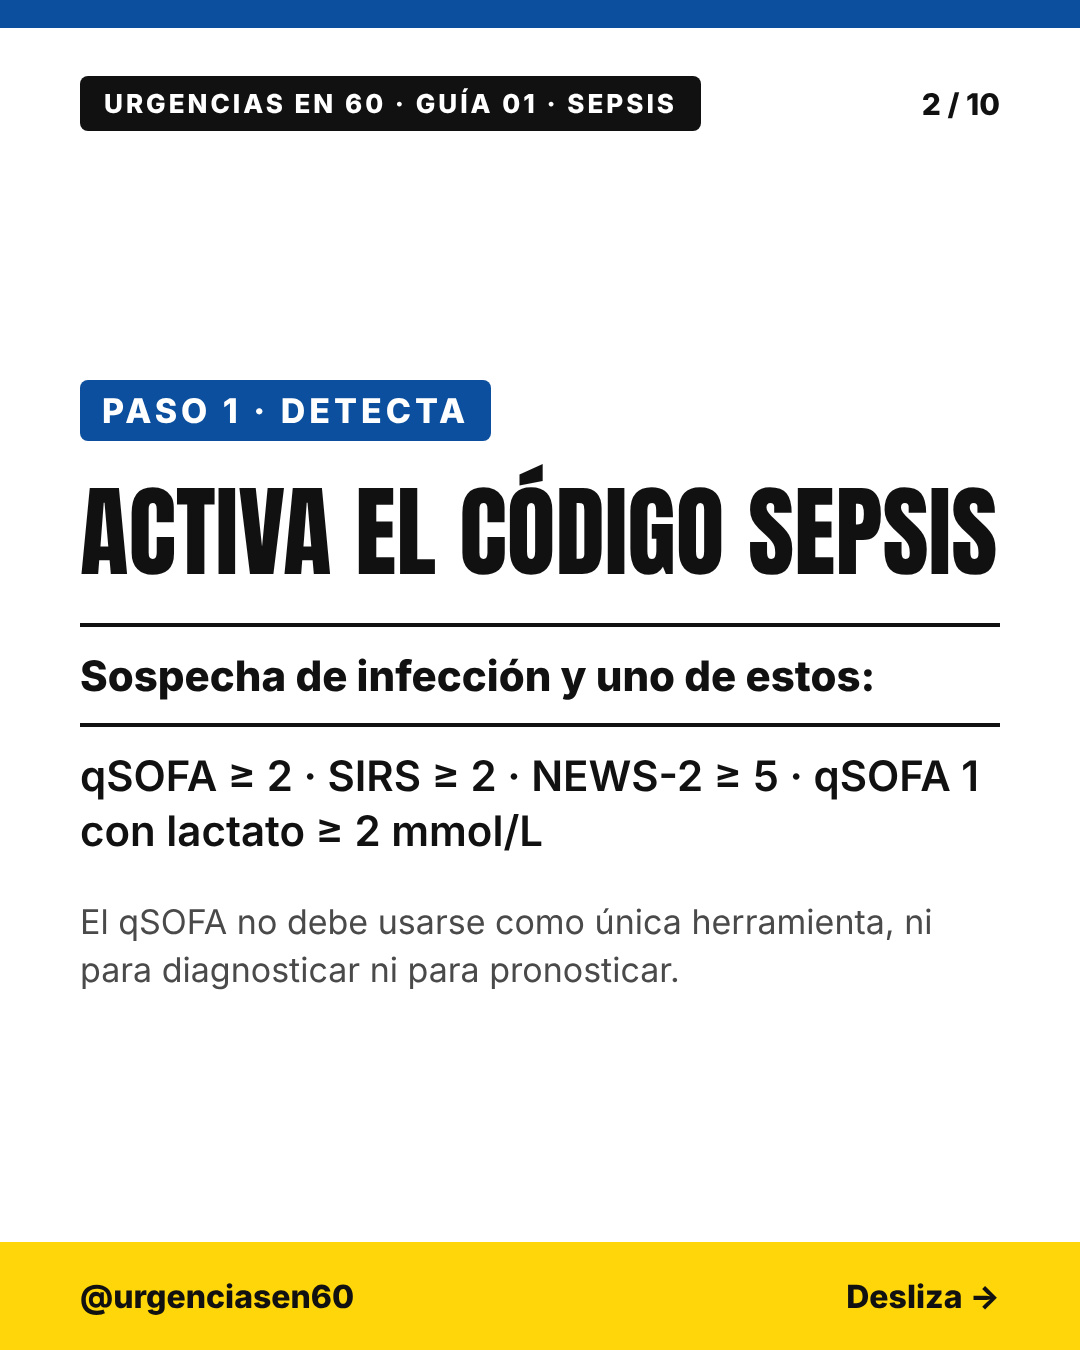 URGENCIAS EN 60 · GUÍA 01 · SEPSIS
2 / 10
PASO 1 · DETECTA
ACTIVA EL CÓDIGO SEPSIS
Sospecha de infección y uno de estos:
qSOFA ≥ 2 · SIRS ≥ 2 · NEWS-2 ≥ 5 · qSOFA 1
con lactato ≥ 2 mmol/L
El qSOFA no debe usarse como única herramienta, ni
para diagnosticar ni para pronosticar.
@urgenciasen60
Desliza →